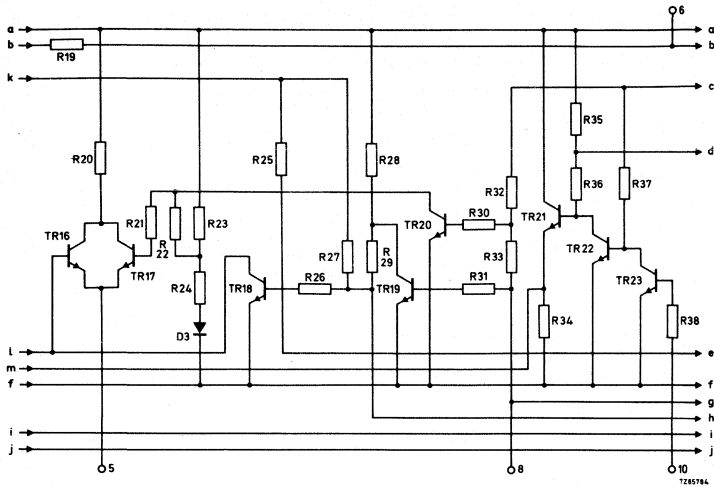 6
a a
b b
R19
k
c
R35
d
R20 R25 R28
R32 R36 R37
R21 R23 R30
R 22
TR20 TR21
TR16 TR22
TR17 R27 R 29 R33
R24 R26 R31 TR23
TR18 TR19
D3 R34 R38
l e
m
f f
g
h
i i
j j
5 8 10
7Z65784